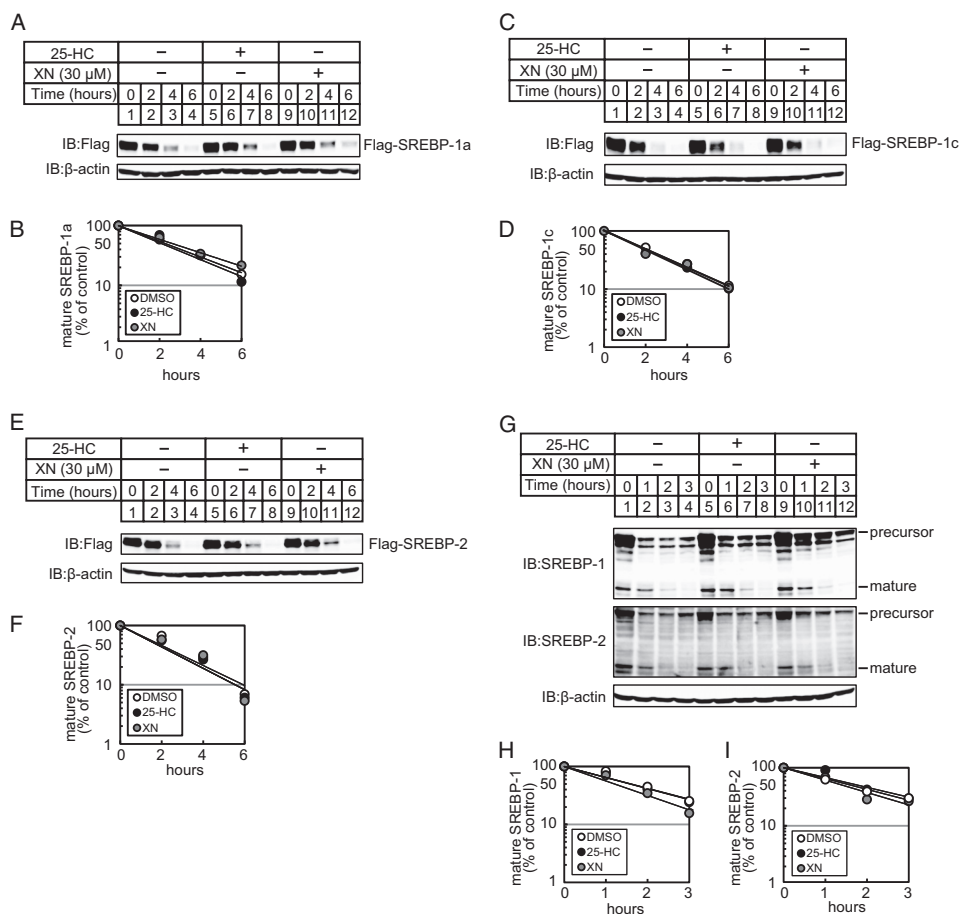 A
25-HC − + −
XN (30 µM) − − +
Time (hours) 0 2 4 6 0 2 4 6 0 2 4 6
1 2 3 4 5 6 7 8 9 10 11 12
IB:Flag Flag-SREBP-1a
IB:β-actin
B
mature SREBP-1a
(% of control)
100
50
10
1
DMSO
25-HC
XN
0 2 4 6
hours
C
25-HC − + −
XN (30 µM) − − +
Time (hours) 0 2 4 6 0 2 4 6 0 2 4 6
1 2 3 4 5 6 7 8 9 10 11 12
IB:Flag Flag-SREBP-1c
IB:β-actin
D
mature SREBP-1c
(% of control)
100
50
10
1
DMSO
25-HC
XN
0 2 4 6
hours
E
25-HC − + −
XN (30 µM) − − +
Time (hours) 0 2 4 6 0 2 4 6 0 2 4 6
1 2 3 4 5 6 7 8 9 10 11 12
IB:Flag Flag-SREBP-2
IB:β-actin
F
mature SREBP-2
(% of control)
100
50
10
1
DMSO
25-HC
XN
0 2 4 6
hours
G
25-HC − + −
XN (30 µM) − − +
Time (hours) 0 1 2 3 0 1 2 3 0 1 2 3
1 2 3 4 5 6 7 8 9 10 11 12
precursor
IB:SREBP-1
mature
precursor
IB:SREBP-2
mature
IB:β-actin
H
mature SREBP-1
(% of control)
100
50
10
1
DMSO
25-HC
XN
0 1 2 3
hours
I
mature SREBP-2
(% of control)
100
50
10
1
DMSO
25-HC
XN
0 1 2 3
hours